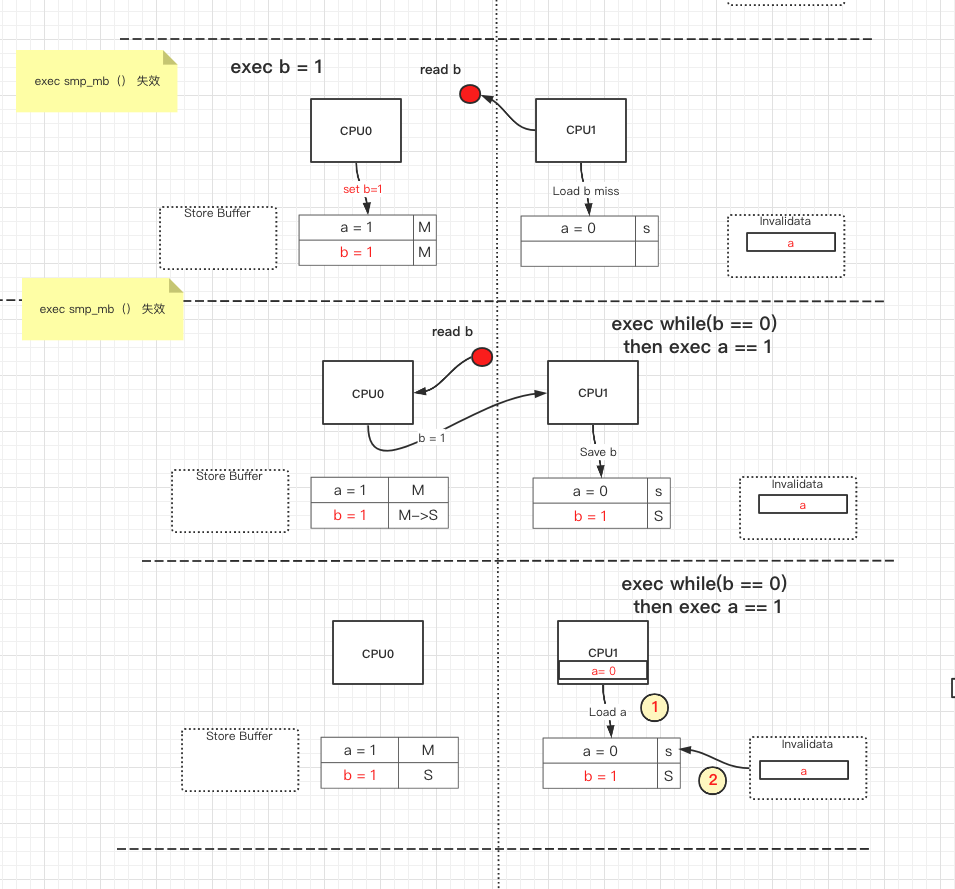 exec smp_mb（） 失效
exec b = 1
read b
CPU0
CPU1
set b=1
Load b miss
Store Buffer
a = 1 M
b = 1 M
a = 0 s
Invalidata
a
exec smp_mb（） 失效
read b
exec while(b == 0)
then exec a == 1
CPU0
CPU1
b = 1
Save b
Store Buffer
a = 1 M
b = 1 M->S
a = 0 s
b = 1 S
Invalidata
a
exec while(b == 0)
then exec a == 1
CPU0
CPU1
a= 0
Load a
1
Store Buffer
a = 1 M
b = 1 S
a = 0 s
b = 1 S
2
Invalidata
a